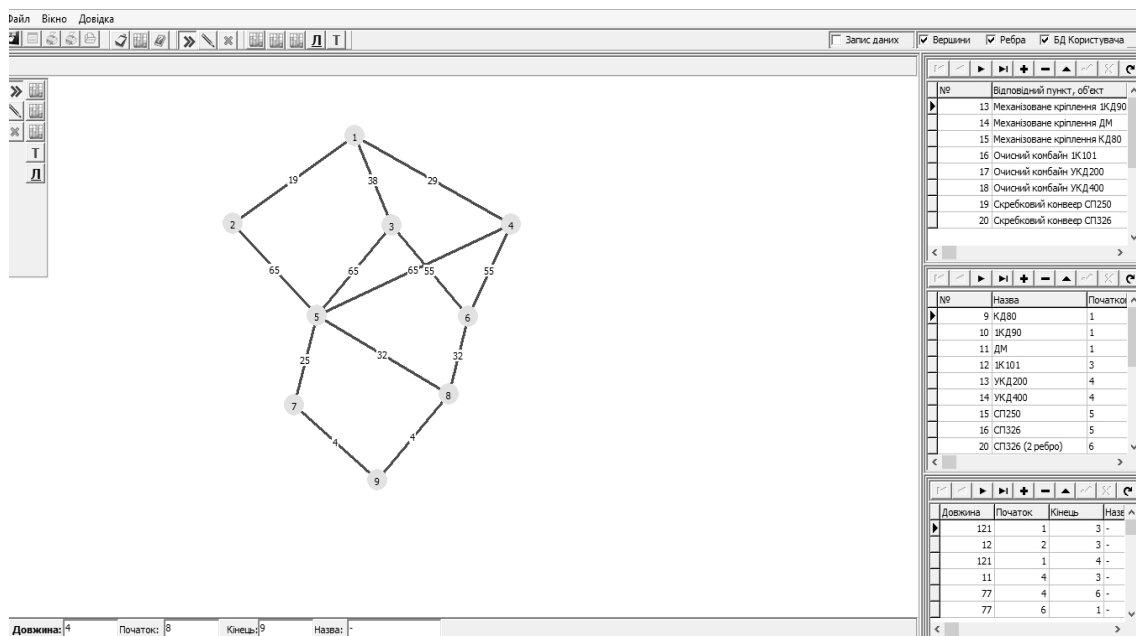 Файл Вікно Довідка
Л Т
Запис даних Вершини Ребра БД Користувача
Т
Л
1
19 38 29
2 3 4
65 65 65 55 55
5 6
25 32 32
7 8
4 4
9
№ Відповідний пункт, об'єкт
13 Механізоване кріплення 1КД90
14 Механізоване кріплення ДМ
15 Механізоване кріплення КД80
16 Очисний комбайн 1К101
17 Очисний комбайн УКД200
18 Очисний комбайн УКД400
19 Скребковий конвеєр СП250
20 Скребковий конвеєр СП326
№ Назва Початко
9 КД80 1
10 1КД90 1
11 ДМ 1
12 1К101 3
13 УКД200 4
14 УКД400 4
15 СП250 5
16 СП326 5
20 СП326 (2 ребро) 6
Довжина Початок Кінець Назв
121 1 3 -
12 2 3 -
121 1 4 -
11 4 3 -
77 4 6 -
77 6 1 -
Довжина: 4 Початок: 8 Кінець: 9 Назва: -